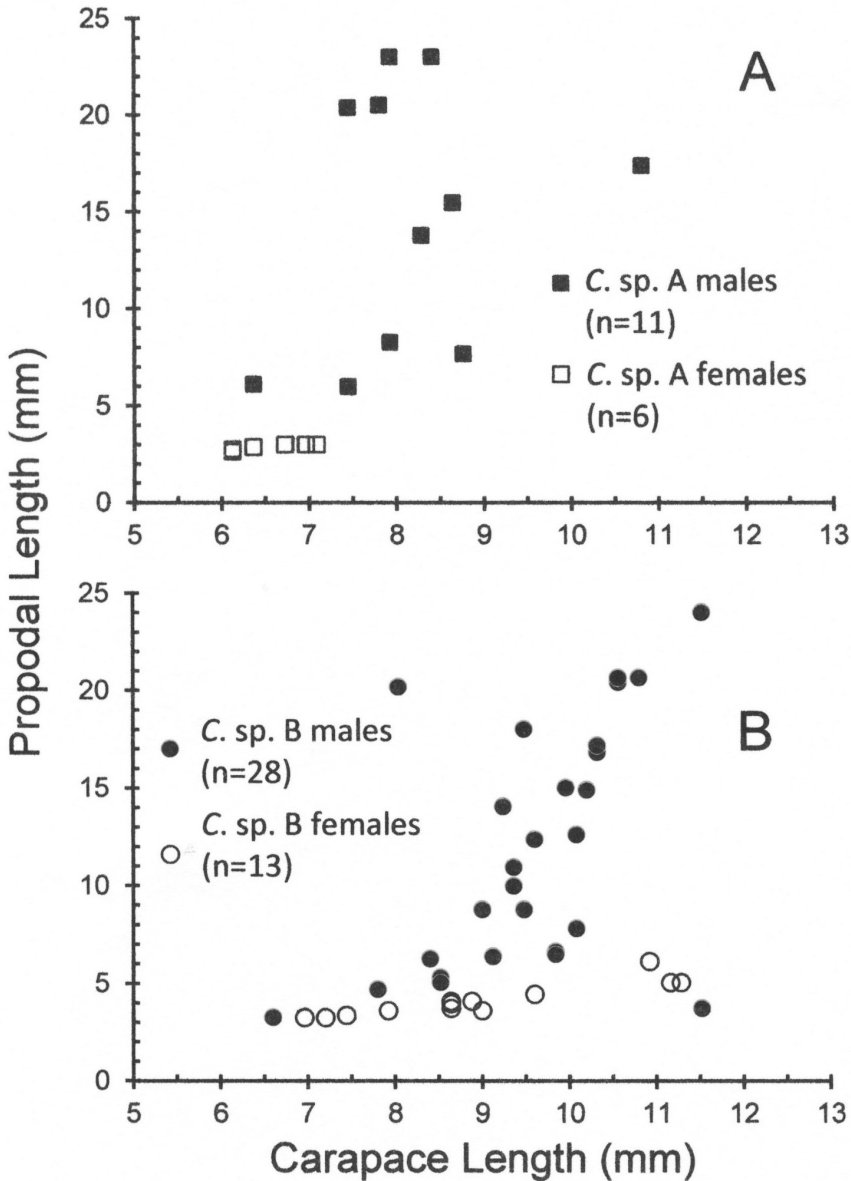 Propodal Length (mm)
25
20
15
10
5
0
A
C. sp. A males
(n=11)
C. sp. A females
(n=6)
5 6 7 8 9 10 11 12 13
25
20
15
10
5
0
B
C. sp. B males
(n=28)
C. sp. B females
(n=13)
5 6 7 8 9 10 11 12 13
Carapace Length (mm)